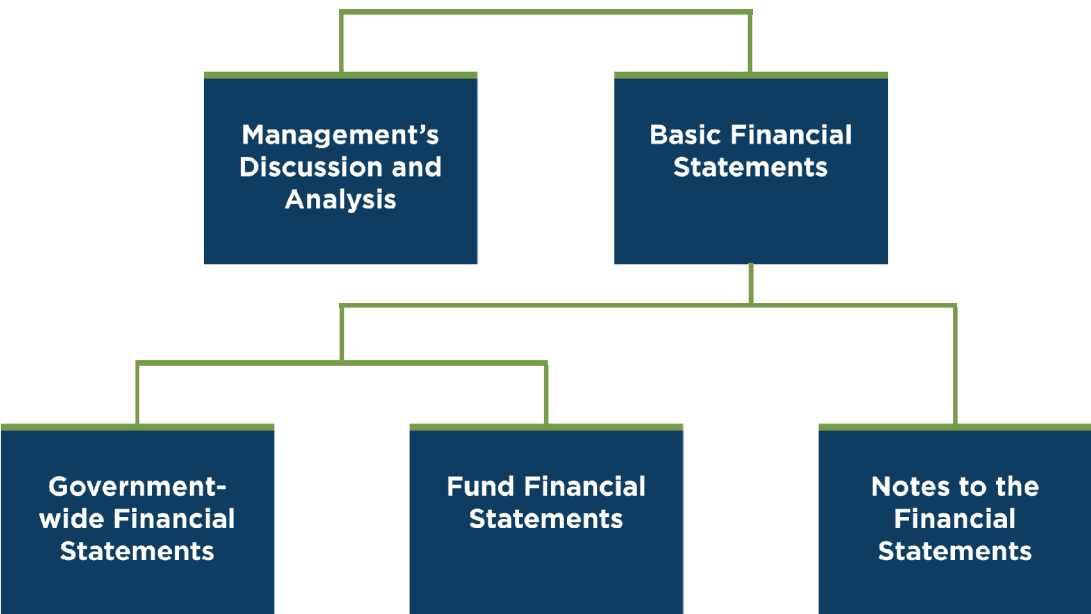 Management’s
Discussion and
Analysis
Basic Financial
Statements
Government-
wide Financial
Statements
Fund Financial
Statements
Notes to the
Financial
Statements